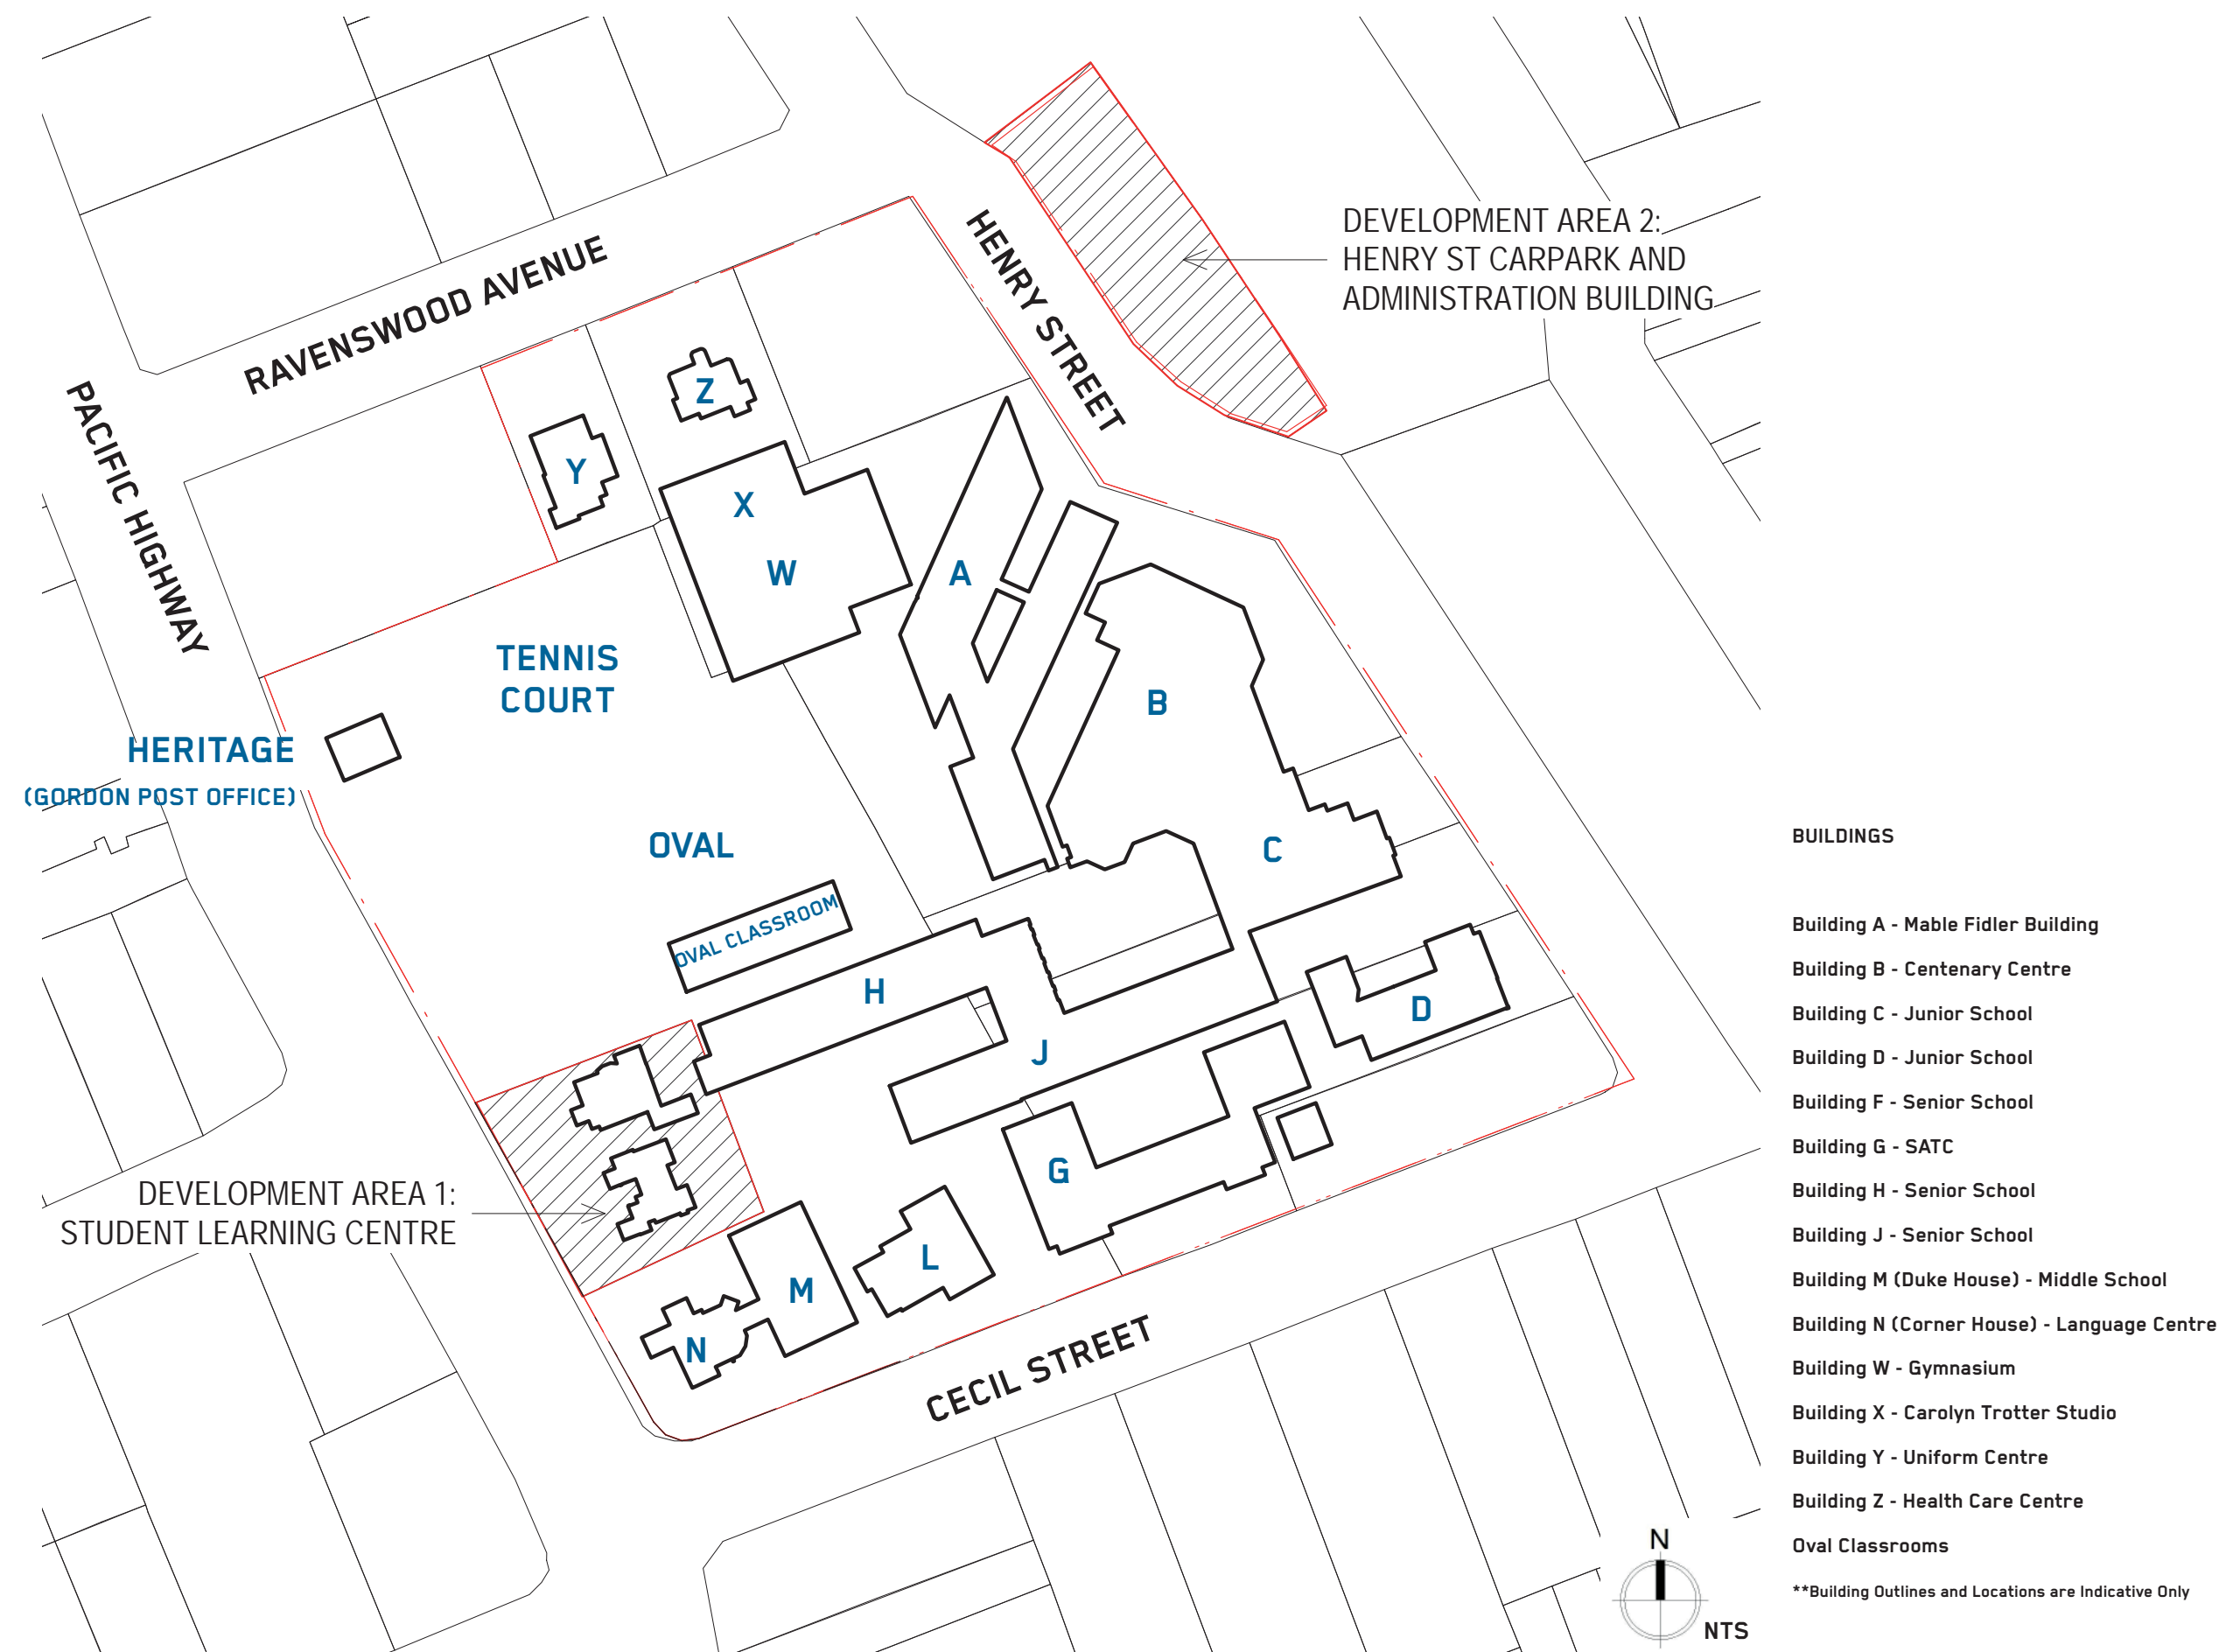 DEVELOPMENT AREA 2:
HENRY ST CARPARK AND
ADMINISTRATION BUILDING
HENRY STREET
RAVENSWOOD AVENUE
PACIFIC HIGHWAY
Z
Y
X
W
A
TENNIS
COURT
B
HERITAGE
(GORDON POST OFFICE)
OVAL
C
OVAL CLASSROOM
H
D
J
G
DEVELOPMENT AREA 1:
STUDENT LEARNING CENTRE
L
M
N
CECIL STREET
BUILDINGS
Building A - Mable Fidler Building
Building B - Centenary Centre
Building C - Junior School
Building D - Junior School
Building F - Senior School
Building G - SATC
Building H - Senior School
Building J - Senior School
Building M (Duke House) - Middle School
Building N (Corner House) - Language Centre
Building W - Gymnasium
Building X - Carolyn Trotter Studio
Building Y - Uniform Centre
Building Z - Health Care Centre
Oval Classrooms
**Building Outlines and Locations are Indicative Only
N
NTS